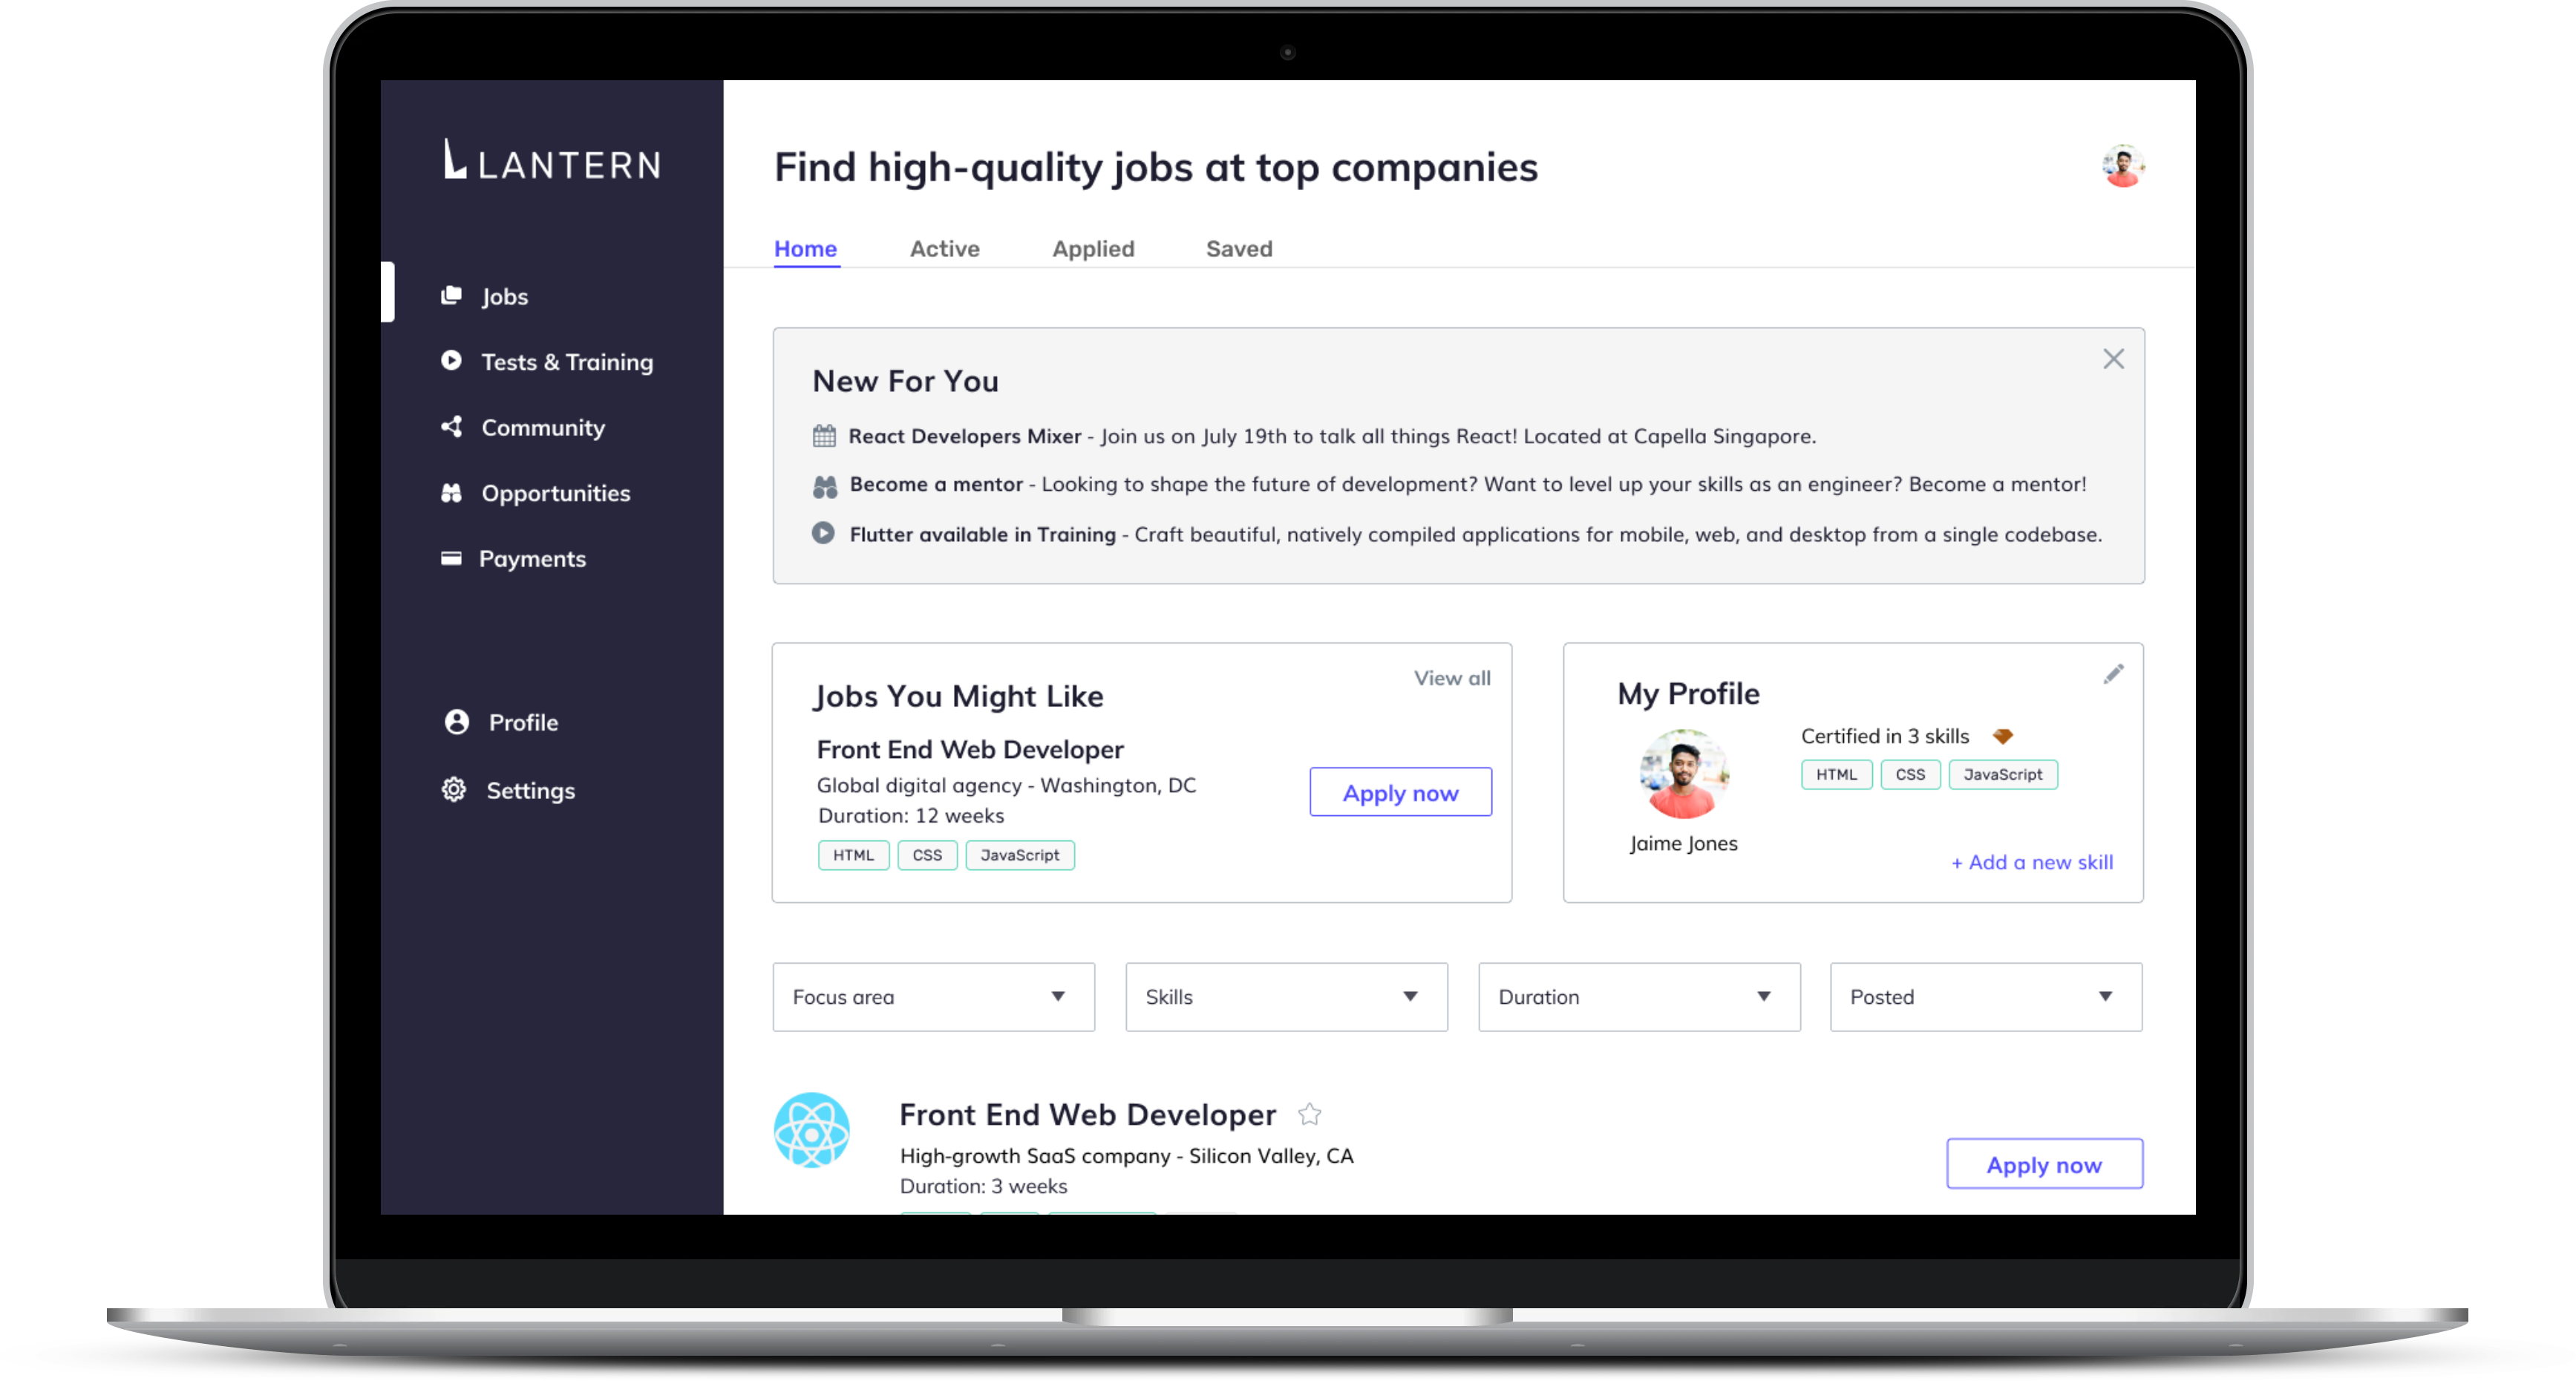 LANTERN
Jobs
Tests & Training
Community
Opportunities
Payments
Profile
Settings
Find high-quality jobs at top companies
Home
Active
Applied
Saved
New For You
React Developers Mixer - Join us on July 19th to talk all things React! Located at Capella Singapore.
Become a mentor - Looking to shape the future of development? Want to level up your skills as an engineer? Become a mentor!
Flutter available in Training - Craft beautiful, natively compiled applications for mobile, web, and desktop from a single codebase.
Jobs You Might Like
View all
Front End Web Developer
Global digital agency - Washington, DC
Duration: 12 weeks
HTML
CSS
JavaScript
Apply now
My Profile
Jaime Jones
Certified in 3 skills
HTML
CSS
JavaScript
+ Add a new skill
Focus area
Skills
Duration
Posted
Front End Web Developer
High-growth SaaS company - Silicon Valley, CA
Duration: 3 weeks
Apply now